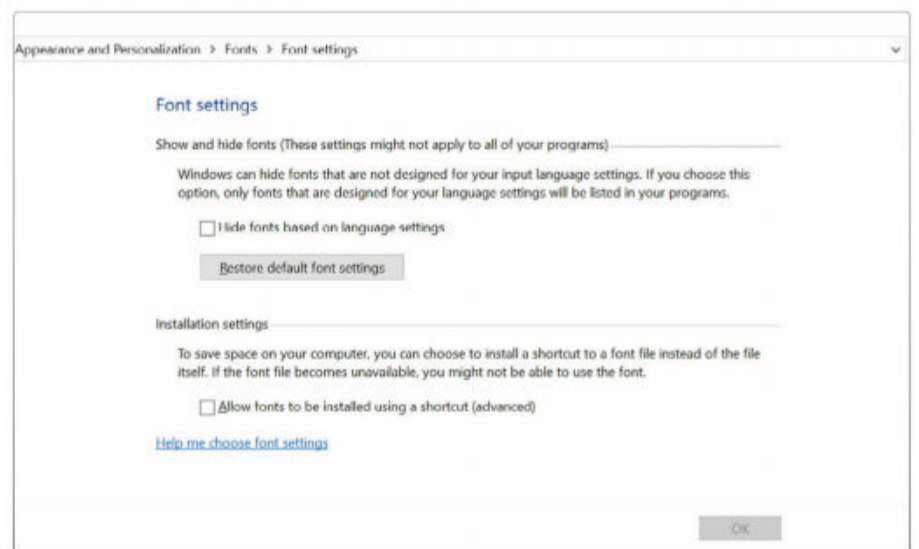 Appearance and Personalization > Fonts > Font settings
Font settings
Show and hide fonts (These settings might not apply to all of your programs)
Windows can hide fonts that are not designed for your input language settings. If you choose this
option, only fonts that are designed for your language settings will be listed in your programs.
Hide fonts based on language settings
Restore default font settings
Installation settings
To save space on your computer, you can choose to install a shortcut to a font file instead of the file
itself. If the font file becomes unavailable, you might not be able to use the font.
Allow fonts to be installed using a shortcut (advanced)
Help me choose font settings
OK